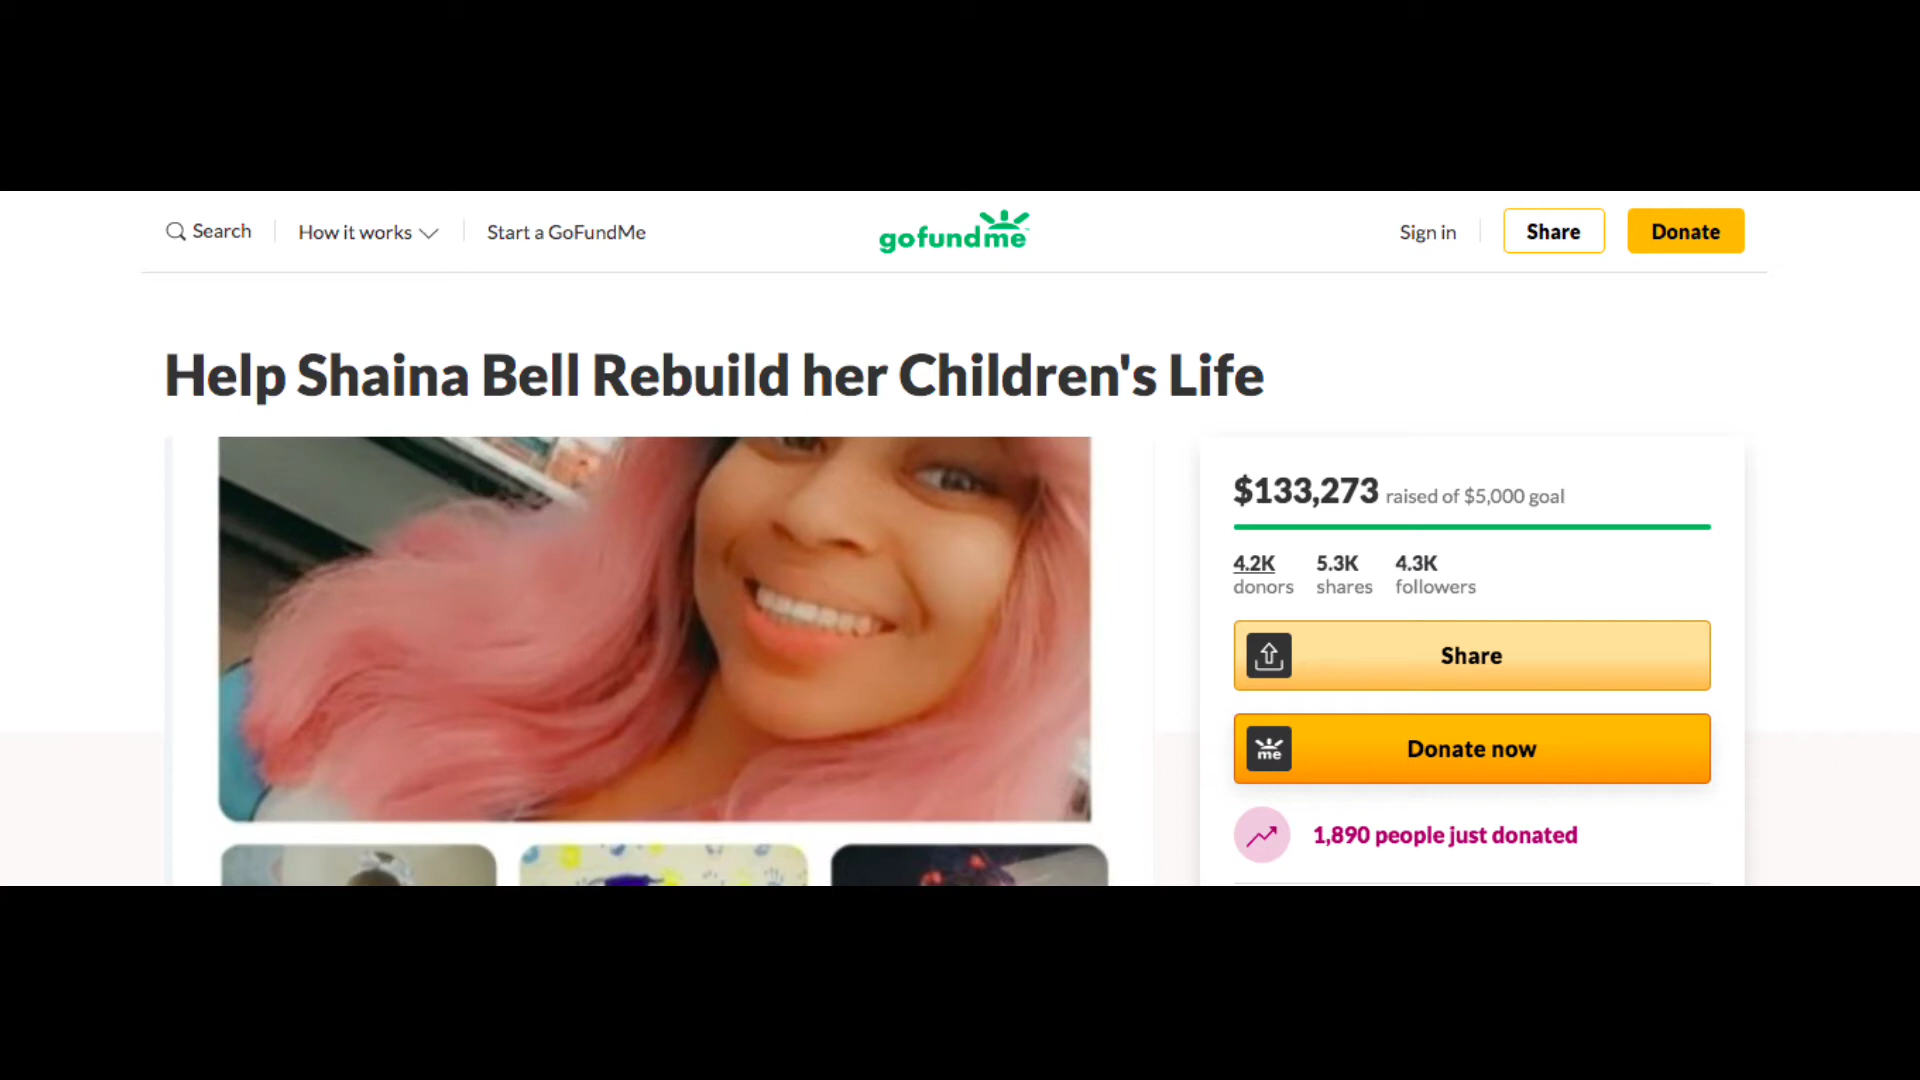 Search
How it works
Start a GoFundMe
gofundme
Sign in
Share
Donate
Help Shaina Bell Rebuild her Children's Life
$133,273 raised of $5,000 goal
4.2K 5.3K 4.3K
donors shares followers
Share
me
Donate now
1,890 people just donated